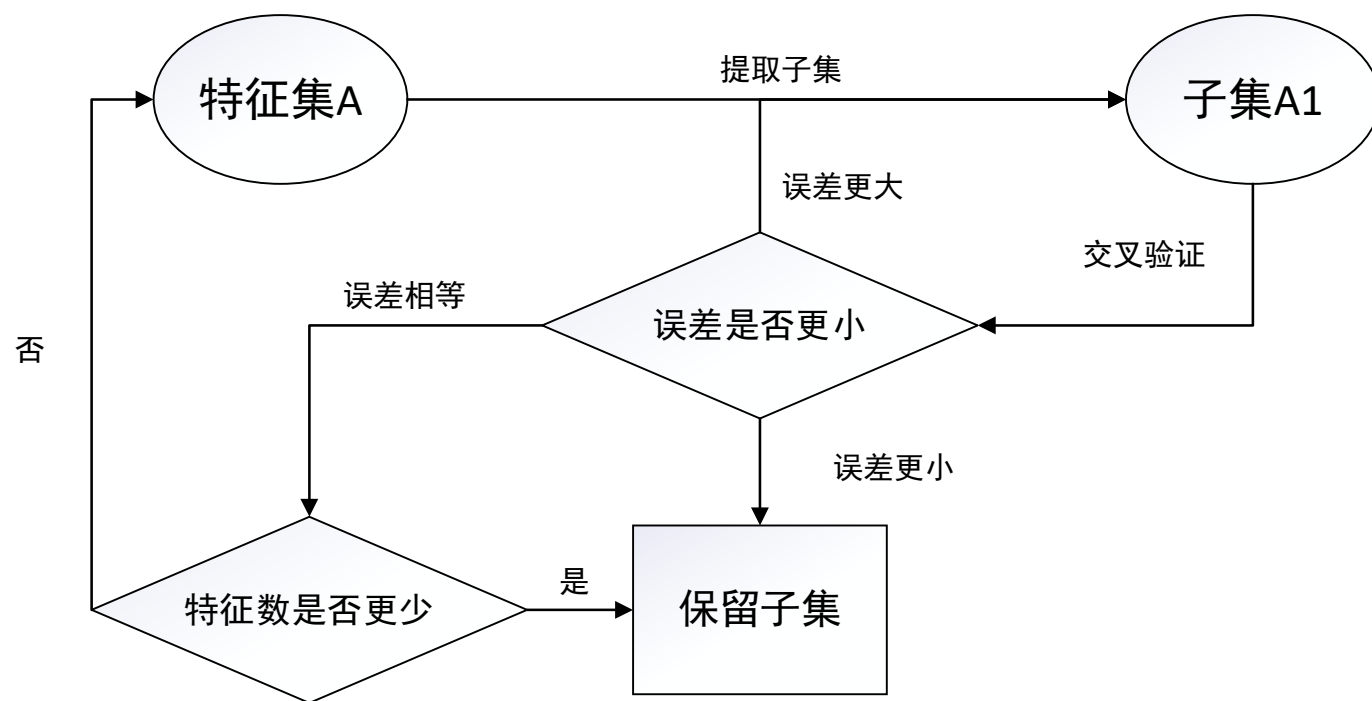 特征集A
提取子集
子集A1
误差更大
交叉验证
误差相等
误差是否更小
否
误差更小
特征数是否更少
是
保留子集